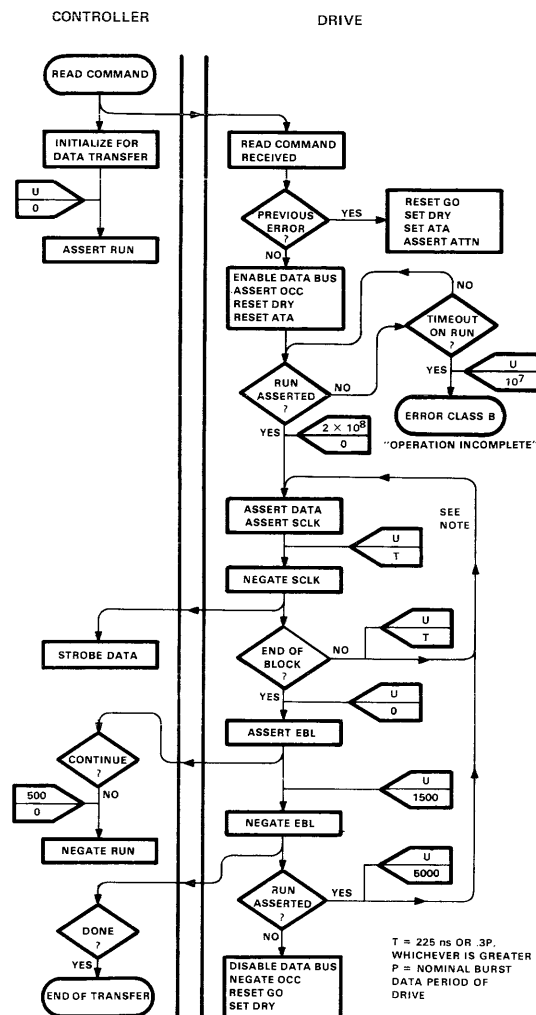 CONTROLLER
DRIVE
READ COMMAND
INITIALIZE FOR
DATA TRANSFER
READ COMMAND
RECEIVED
U
0
ASSERT RUN
PREVIOUS
ERROR
?
YES
RESET GO
SET DRY
SET ATA
ASSERT ATTN
NO
ENABLE DATA BUS
ASSERT OCC
RESET DRY
RESET ATA
NO
TIMEOUT
ON RUN
?
RUN
ASSERTED
?
NO
YES
U
10⁷
ERROR CLASS B
"OPERATION INCOMPLETE"
YES
2 × 10⁸
0
ASSERT DATA
ASSERT SCLK
SEE
NOTE
U
T
NEGATE SCLK
STROBE DATA
END OF
BLOCK
?
NO
U
T
YES
U
0
ASSERT EBL
CONTINUE
?
NO
500
0
U
1500
NEGATE RUN
NEGATE EBL
RUN
ASSERTED
?
YES
U
5000
NO
DONE
?
YES
END OF TRANSFER
DISABLE DATA BUS
NEGATE OCC
RESET GO
SET DRY
T = 225 ns OR .3P,
WHICHEVER IS GREATER
P = NOMINAL BURST
DATA PERIOD OF
DRIVE